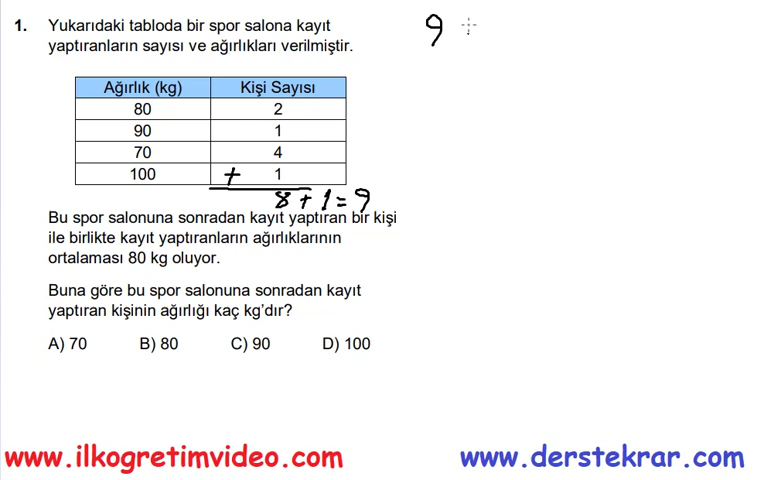 1. Yukarıdaki tabloda bir spor salona kayıt
yaptıranların sayısı ve ağırlıkları verilmiştir.
9
Ağırlık (kg) Kişi Sayısı
80 2
90 1
70 4
100 + 1
8 + 1 = 9
Bu spor salonuna sonradan kayıt yaptıran bir kişi
ile birlikte kayıt yaptıranların ağırlıklarının
ortalaması 80 kg oluyor.
Buna göre bu spor salonuna sonradan kayıt
yaptıran kişinin ağırlığı kaç kg'dır?
A) 70 B) 80 C) 90 D) 100
www.ilkogretimvideo.com www.derstekrar.com